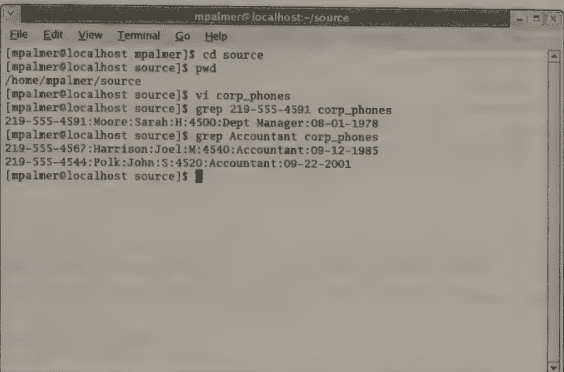 mpalmer@localhost:~/source
File Edit View Terminal Go Help
[mpalmer@localhost mpalmer]$ cd source
[mpalmer@localhost source]$ pwd
/home/mpalmer/source
[mpalmer@localhost source]$ vi corp_phones
[mpalmer@localhost source]$ grep 219-555-4591 corp_phones
219-555-4591:Moore:Sarah:H:4500:Dept Manager:08-01-1978
[mpalmer@localhost source]$ grep Accountant corp_phones
219-555-4567:Harrison:Joel:M:4540:Accountant:09-12-1985
219-555-4544:Polk:John:S:4520:Accountant:09-22-2001
[mpalmer@localhost source]$